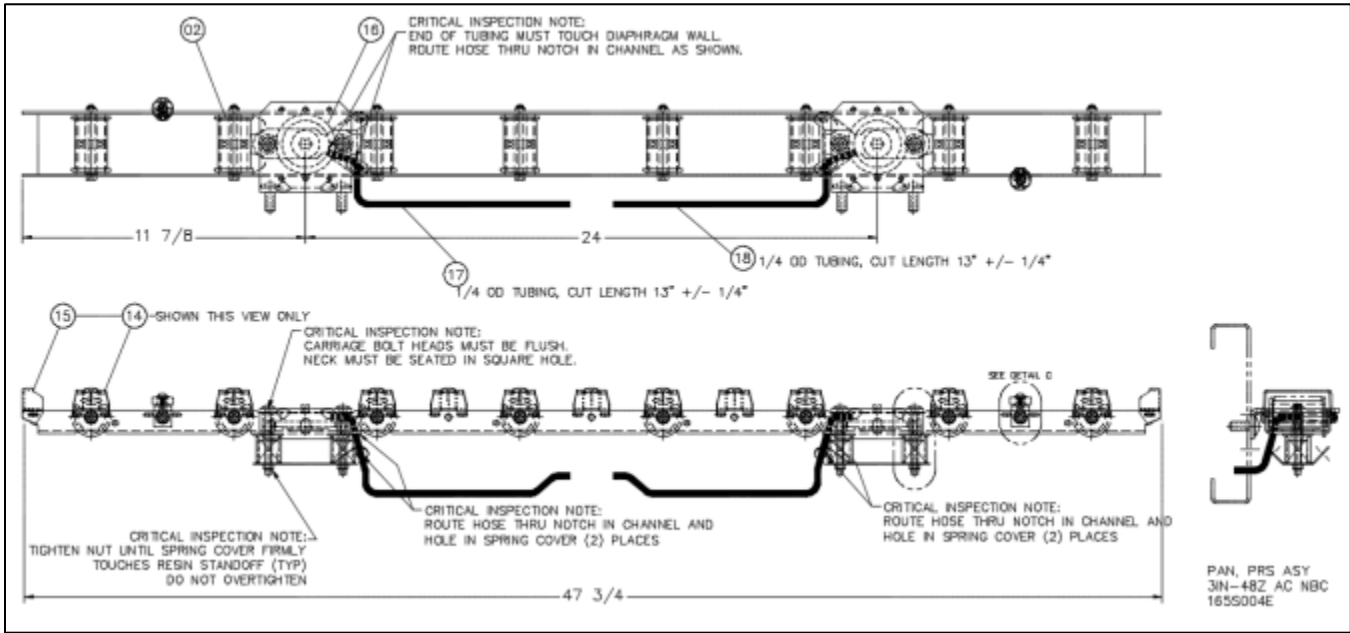 02
16
CRITICAL INSPECTION NOTE:
END OF TUBING MUST TOUCH DIAPHRAGM WALL.
ROUTE HOSE THRU NOTCH IN CHANNEL AS SHOWN.
11 7/8
24
17
1/4 OD TUBING, CUT LENGTH 13" +/- 1/4"
18
1/4 OD TUBING, CUT LENGTH 13" +/- 1/4"
15
14
SHOWN THIS VIEW ONLY
CRITICAL INSPECTION NOTE:
CARRIAGE BOLT HEADS MUST BE FLUSH.
NECK MUST BE SEATED IN SQUARE HOLE.
SEE DETAIL C
CRITICAL INSPECTION NOTE:
ROUTE HOSE THRU NOTCH IN CHANNEL AND
HOLE IN SPRING COVER (2) PLACES
CRITICAL INSPECTION NOTE:
ROUTE HOSE THRU NOTCH IN CHANNEL AND
HOLE IN SPRING COVER (2) PLACES
CRITICAL INSPECTION NOTE:
TIGHTEN NUT UNTIL SPRING COVER FIRMLY
TOUCHES RESIN STANDOFF (TYP)
DO NOT OVERTIGHTEN
47 3/4
PAN, PRS ASY
3IN-48Z AC NBC
165S004E